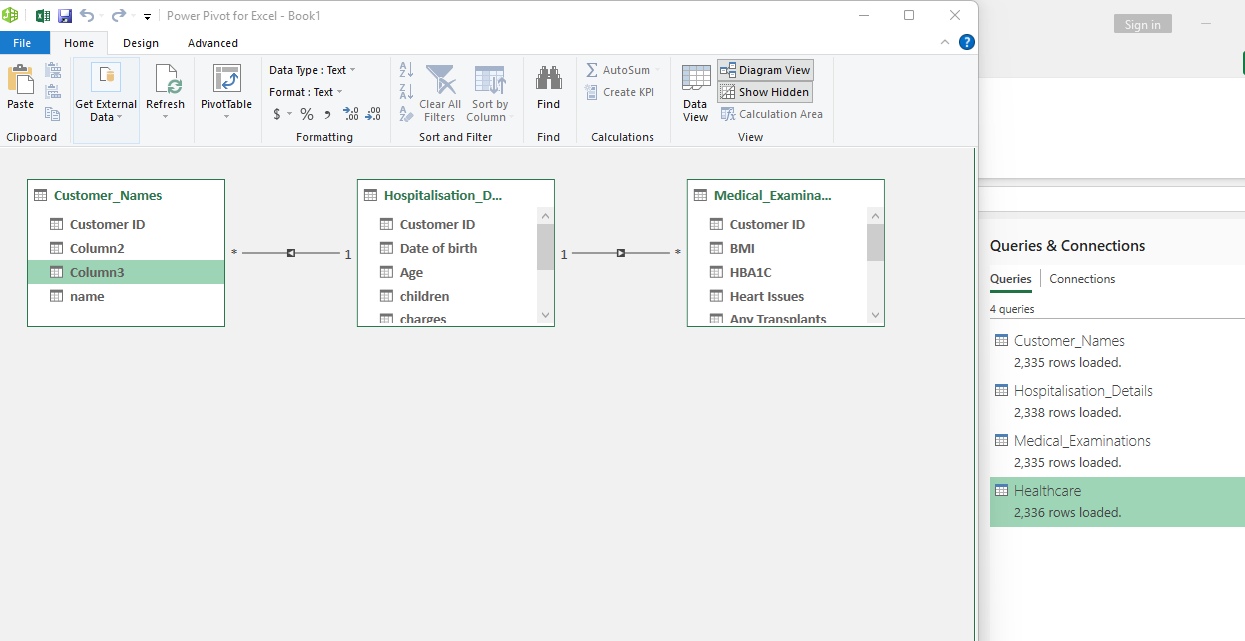 Power Pivot for Excel - Book1
File Home Design Advanced
Paste
Clipboard
Get External Data
Refresh
PivotTable
Data Type : Text
Format : Text
$ % , .00 .00
Formatting
A Z
Z A
A Z
Clear All Filters
Sort by Column
Sort and Filter
Find
Find
AutoSum
Create KPI
Calculations
Data View
Diagram View
Show Hidden
Calculation Area
View
Customer_Names
Customer ID
Column2
Column3
name
* 1
Hospitalisation_D...
Customer ID
Date of birth
Age
children
charges
1 *
Medical_Examina...
Customer ID
BMI
HBA1C
Heart Issues
Any Transplants
Sign in
Queries & Connections
Queries Connections
4 queries
Customer_Names
2,335 rows loaded.
Hospitalisation_Details
2,338 rows loaded.
Medical_Examinations
2,335 rows loaded.
Healthcare
2,336 rows loaded.